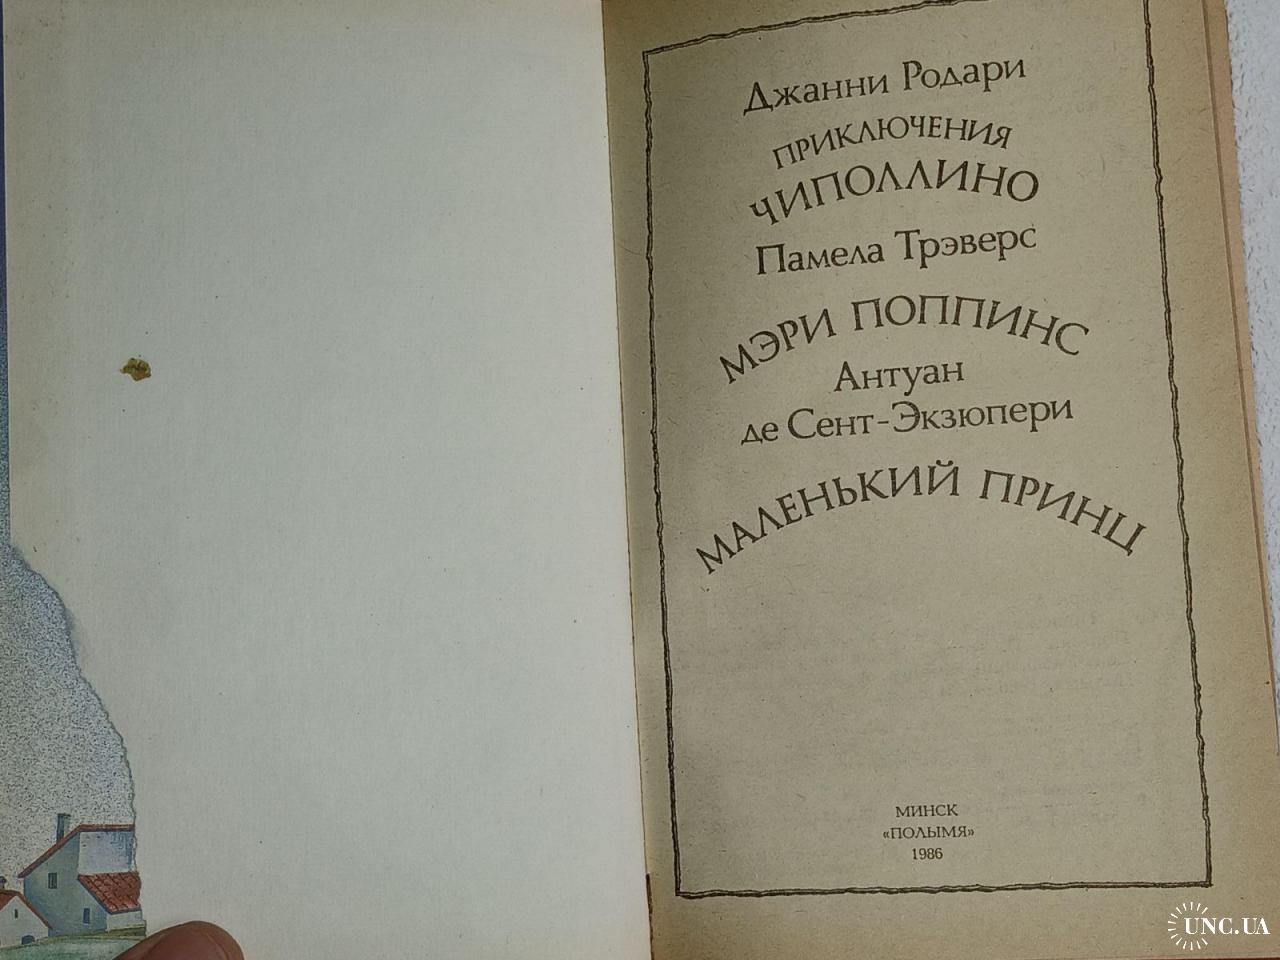 Джанни Родари
ПРИКЛЮЧЕНИЯ
ЧИПОЛЛИНО
Памела Трэверс
МЭРИ ПОППИНС
Антуан
де Сент-Экзюпери
МАЛЕНЬКИЙ ПРИНЦ
МИНСК
«ПОЛЫМЯ»
1986
UNC.UA